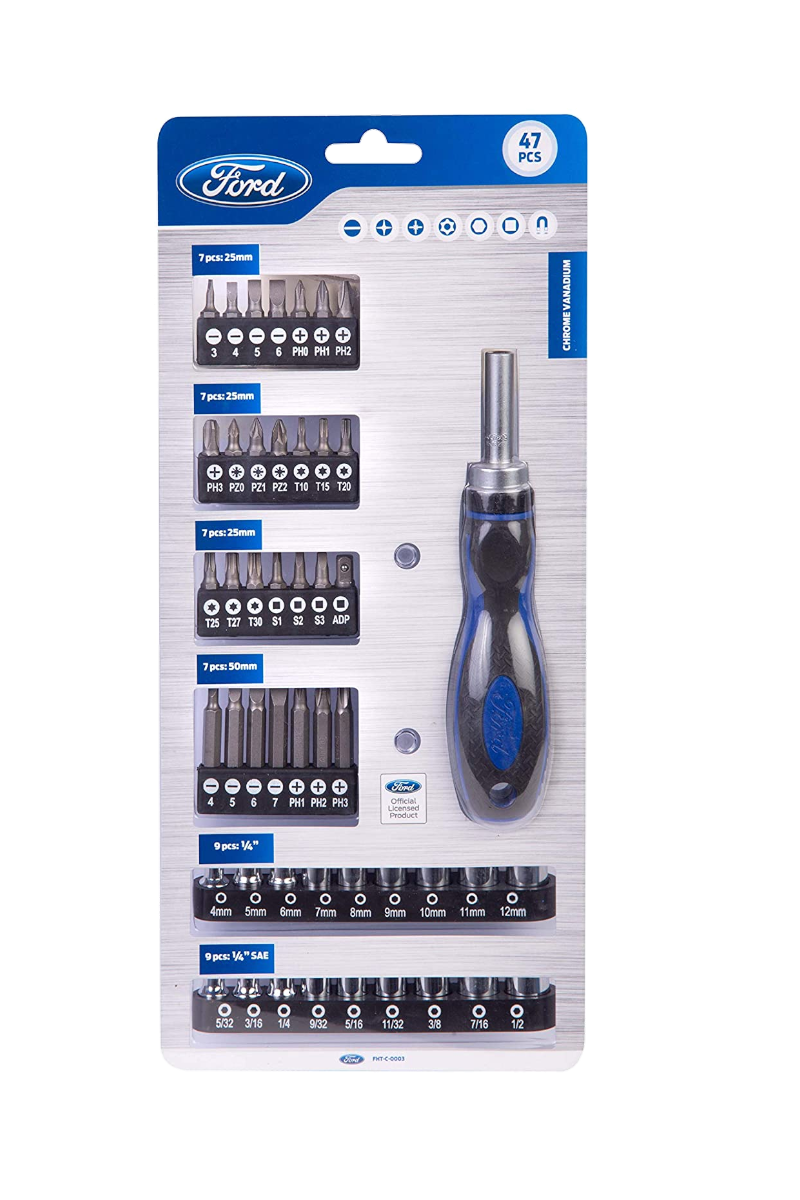 Ford
47
PCS
CHROME VANADIUM
7 pcs: 25mm
3 4 5 6 PH0 PH1 PH2
7 pcs: 25mm
PH3 PZ0 PZ1 PZ2 T10 T15 T20
7 pcs: 25mm
T25 T27 T30 S1 S2 S3 ADP
7 pcs: 50mm
4 5 6 7 PH1 PH2 PH3
Ford
Ford
Official
Licensed
Product
9 pcs: 1/4”
4mm 5mm 6mm 7mm 8mm 9mm 10mm 11mm 12mm
9 pcs: 1/4” SAE
5/32 3/16 1/4 9/32 5/16 11/32 3/8 7/16 1/2
Ford FHT-C-0003